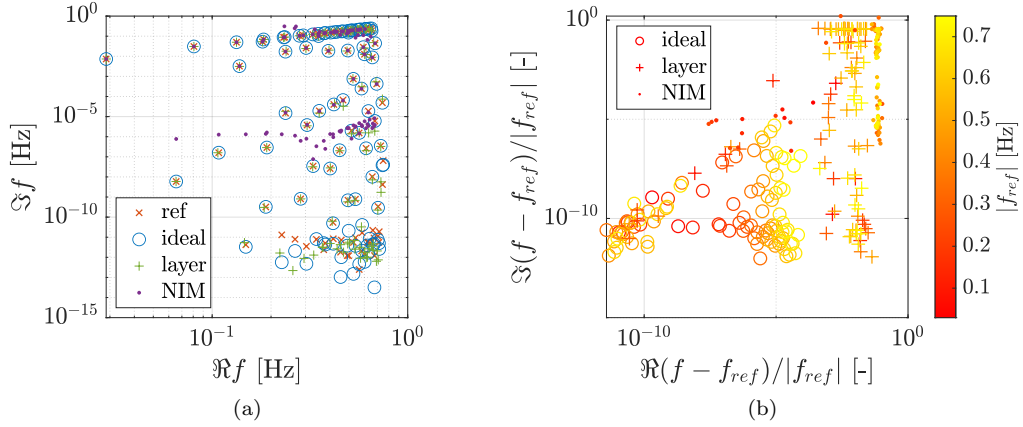 10^0
10^-5
10^-10
10^-15
ℑf [Hz]
ref
ideal
layer
NIM
10^-1
10^0
ℜf [Hz]
(a)
10^0
10^-10
ℑ(f − f_ref)/|f_ref| [-]
ideal
layer
NIM
10^-10
10^0
ℜ(f − f_ref)/|f_ref| [-]
(b)
0.7
0.6
0.5
0.4
0.3
0.2
0.1
|f_ref| [Hz]